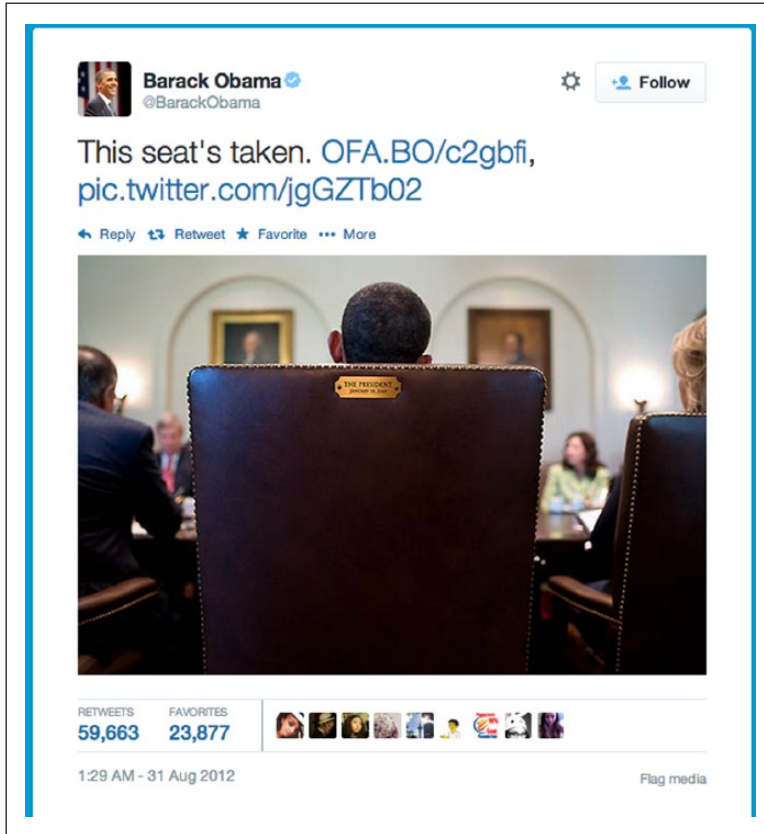 Barack Obama
@BarackObama
Follow
This seat's taken. OFA.BO/c2gbfi,
pic.twitter.com/jgGZTb02
Reply Retweet Favorite ••• More
THE PRESIDENT
RETWEETS FAVORITES
59,663 23,877
1:29 AM - 31 Aug 2012
Flag media